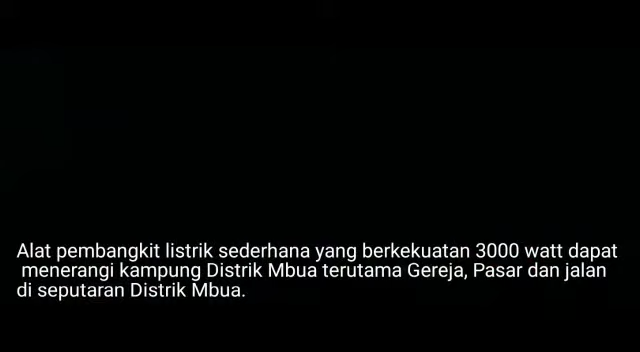 Alat pembangkit listrik sederhana yang berkekuatan 3000 watt dapat
menerangi kampung Distrik Mbua terutama Gereja, Pasar dan jalan
di seputaran Distrik Mbua.